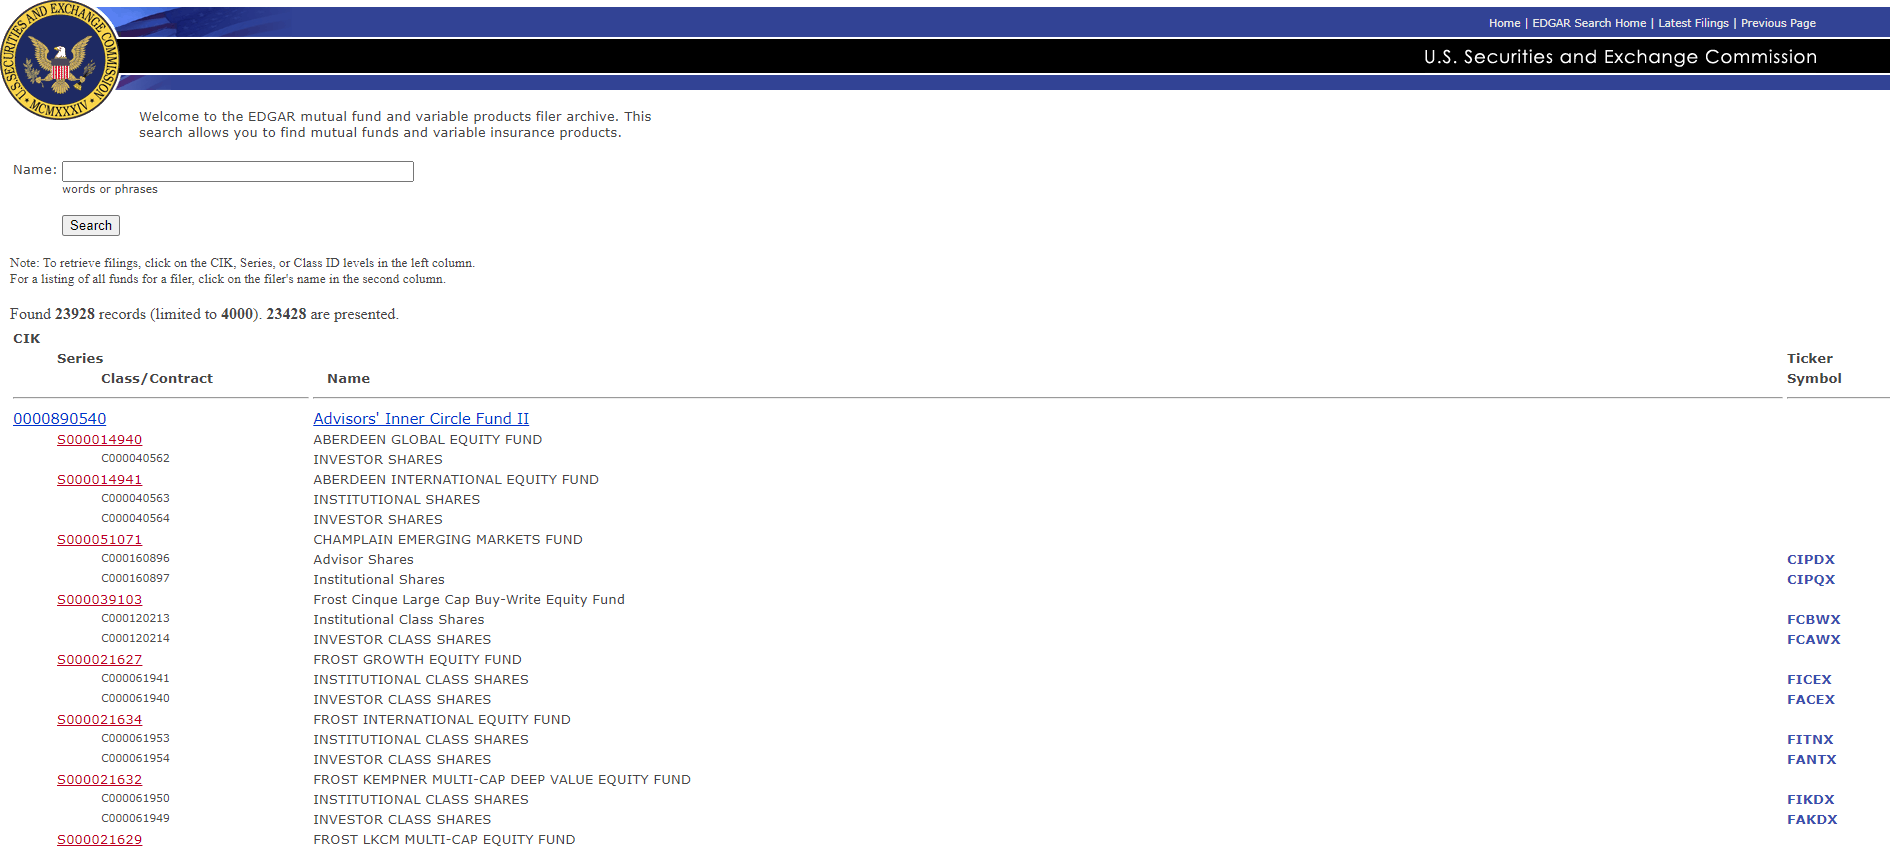 U.S. SECURITIES AND EXCHANGE COMMISSION
MCMXXXIV
Home | EDGAR Search Home | Latest Filings | Previous Page
U.S. Securities and Exchange Commission
Welcome to the EDGAR mutual fund and variable products filer archive. This
search allows you to find mutual funds and variable insurance products.
Name:
words or phrases
Search
Note: To retrieve filings, click on the CIK, Series, or Class ID levels in the left column.
For a listing of all funds for a filer, click on the filer's name in the second column.
Found 23928 records (limited to 4000). 23428 are presented.
CIK
Series Ticker
Class/Contract Name Symbol
0000890540 Advisors' Inner Circle Fund II
S000014940 ABERDEEN GLOBAL EQUITY FUND
C000040562 INVESTOR SHARES
S000014941 ABERDEEN INTERNATIONAL EQUITY FUND
C000040563 INSTITUTIONAL SHARES
C000040564 INVESTOR SHARES
S000051071 CHAMPLAIN EMERGING MARKETS FUND
C000160896 Advisor Shares CIPDX
C000160897 Institutional Shares CIPQX
S000039103 Frost Cinque Large Cap Buy-Write Equity Fund
C000120213 Institutional Class Shares FCBWX
C000120214 INVESTOR CLASS SHARES FCAWX
S000021627 FROST GROWTH EQUITY FUND
C000061941 INSTITUTIONAL CLASS SHARES FICEX
C000061940 INVESTOR CLASS SHARES FACEX
S000021634 FROST INTERNATIONAL EQUITY FUND
C000061953 INSTITUTIONAL CLASS SHARES FITNX
C000061954 INVESTOR CLASS SHARES FANTX
S000021632 FROST KEMPNER MULTI-CAP DEEP VALUE EQUITY FUND
C000061950 INSTITUTIONAL CLASS SHARES FIKDX
C000061949 INVESTOR CLASS SHARES FAKDX
S000021629 FROST LKCM MULTI-CAP EQUITY FUND